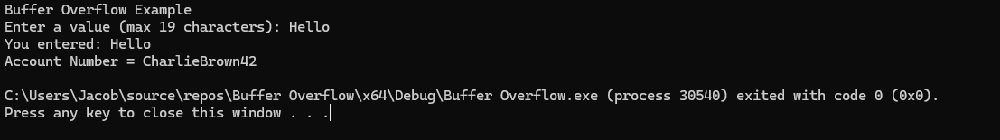 Buffer Overflow Example
Enter a value (max 19 characters): Hello
You entered: Hello
Account Number = CharlieBrown42
C:\Users\Jacob\source\repos\Buffer Overflow\x64\Debug\Buffer Overflow.exe (process 30540) exited with code 0 (0x0).
Press any key to close this window . . .